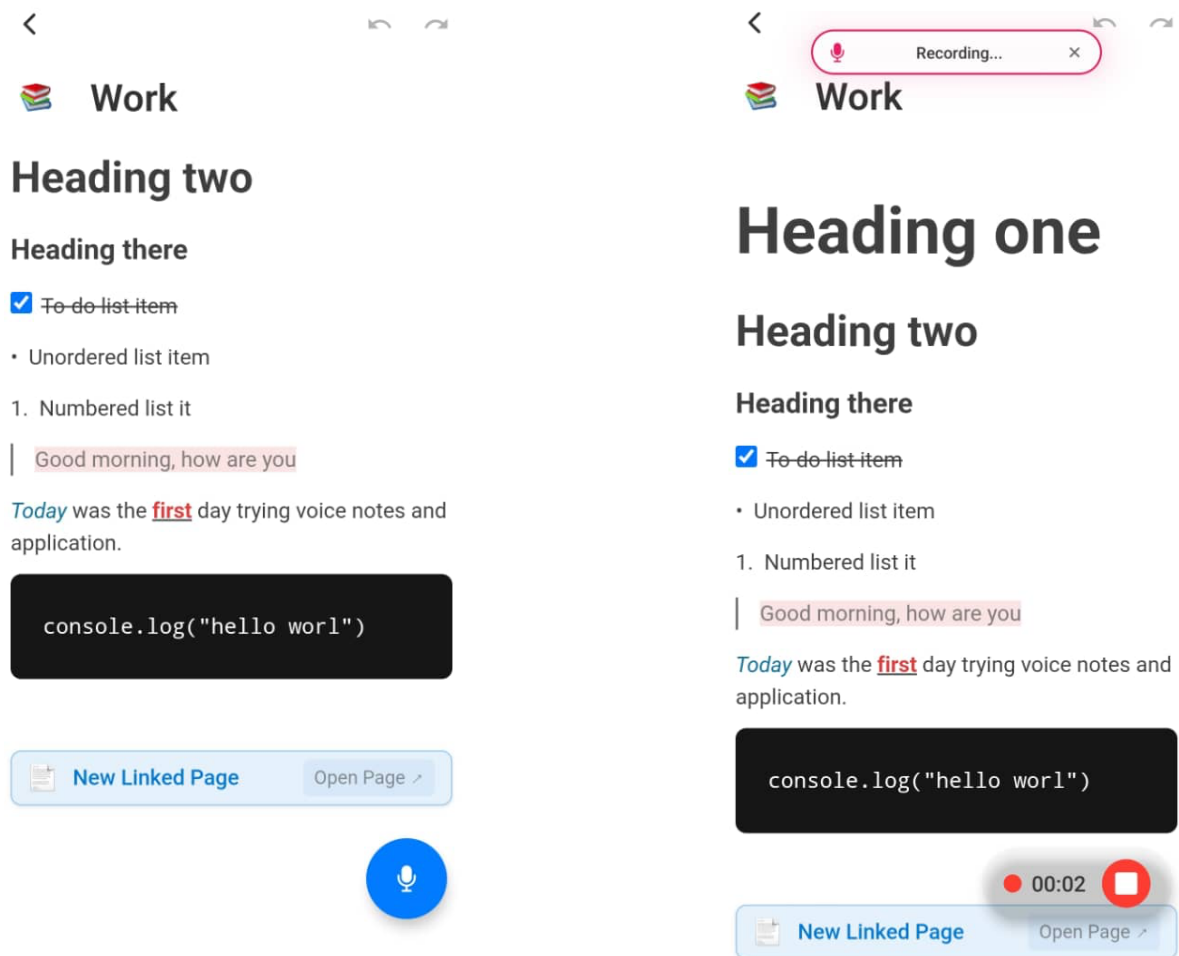 Work
Heading two
Heading there
To do list item
• Unordered list item
1. Numbered list it
Good morning, how are you
Today was the first day trying voice notes and
application.
console.log("hello worl")
New Linked Page
Open Page ↗
Recording...
Work
Heading one
Heading two
Heading there
To do list item
• Unordered list item
1. Numbered list it
Good morning, how are you
Today was the first day trying voice notes and
application.
console.log("hello worl")
00:02
New Linked Page
Open Page ↗